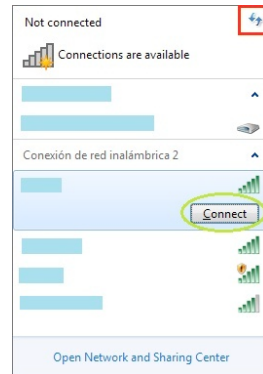 Not connected
Connections are available
Conexión de red inalámbrica 2
Connect
Open Network and Sharing Center